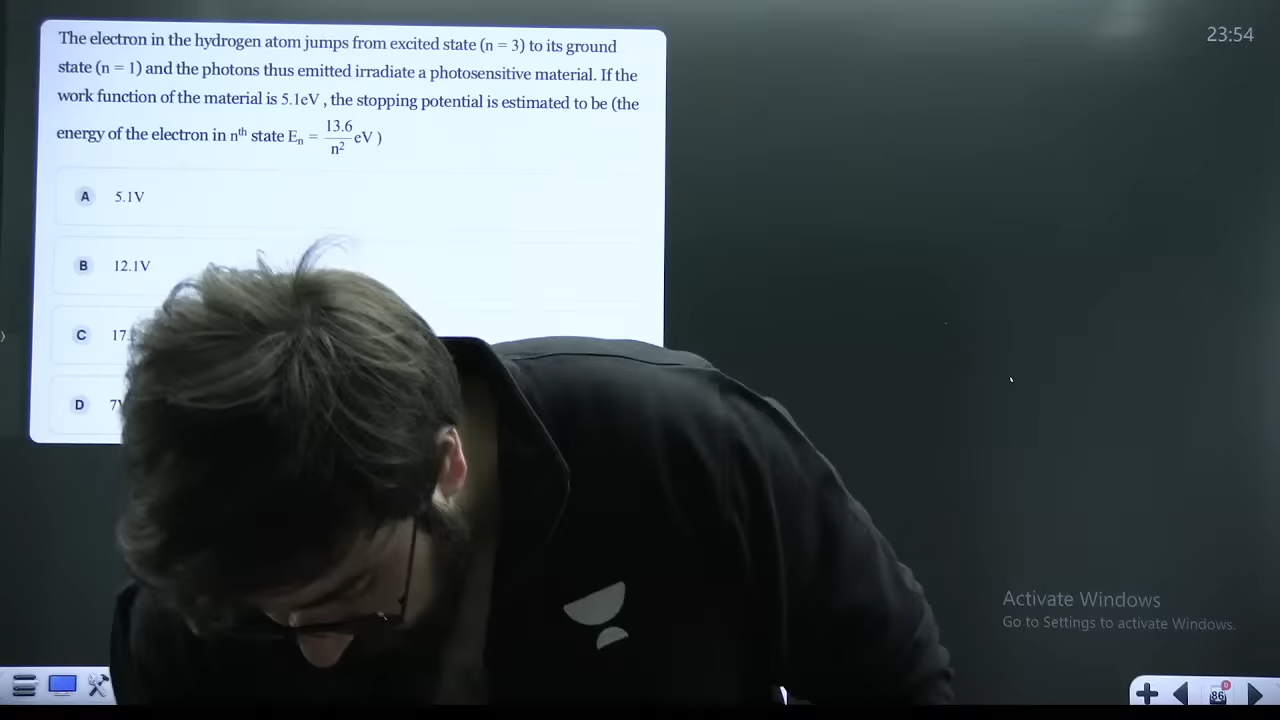 23:54
The electron in the hydrogen atom jumps from excited state (n = 3) to its ground
state (n = 1) and the photons thus emitted irradiate a photosensitive material. If the
work function of the material is 5.1eV , the stopping potential is estimated to be (the
energy of the electron in nᵗʰ state Eₙ = 13.6/n² eV )
A 5.1V
B 12.1V
C
D
Activate Windows
Go to Settings to activate Windows.
86